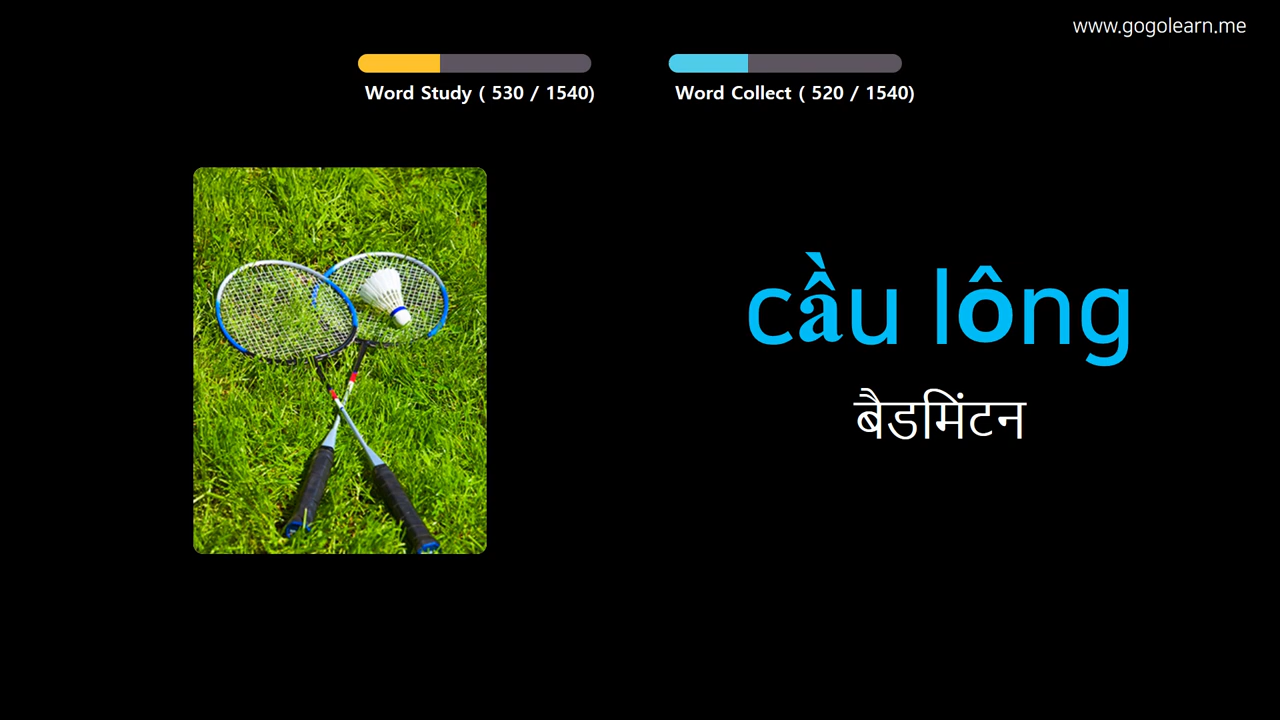 www.gogolearn.me
Word Study ( 530 / 1540)
Word Collect ( 520 / 1540)
cầu lông
बैडमिंटन